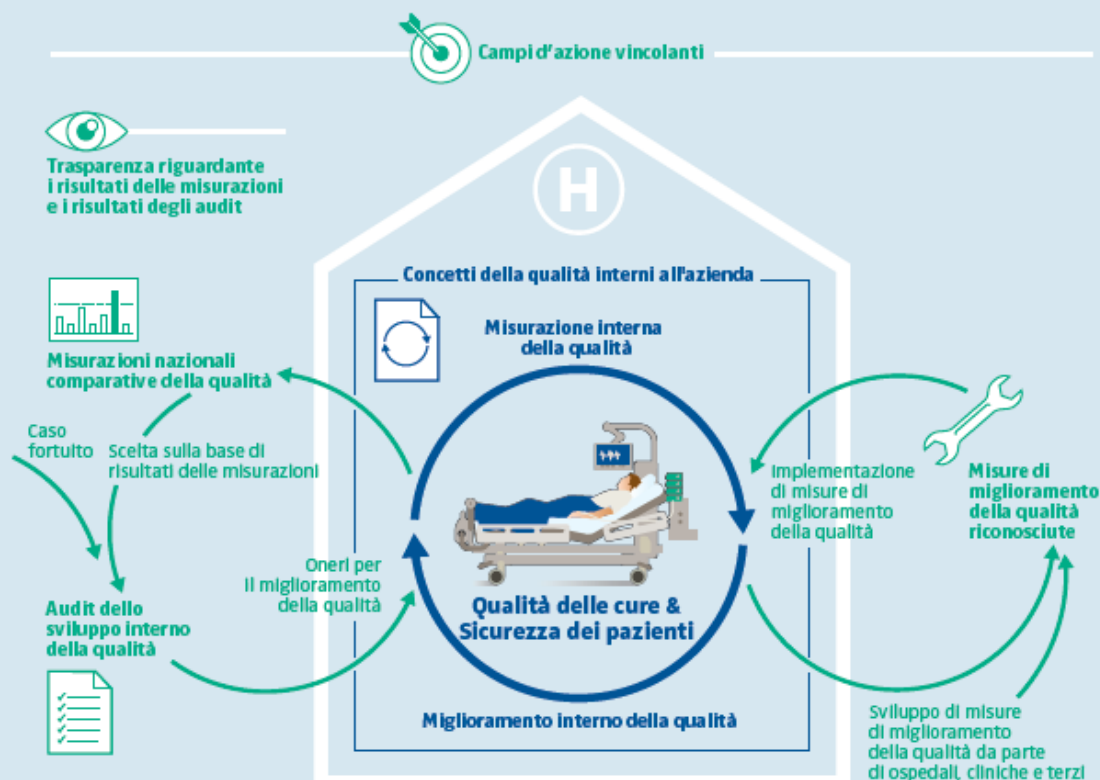 Campi d'azione vincolanti
Trasparenza riguardante
i risultati delle misurazioni
e i risultati degli audit
H
Concetti della qualità interni all'azienda
Misurazione interna
della qualità
Misurazioni nazionali
comparative della qualità
Caso
fortuito
Scelta sulla base di
risultati delle misurazioni
Implementazione
di misure di
miglioramento
della qualità
Misure di
miglioramento
della qualità
riconosciute
Oneri per
il miglioramento
della qualità
Audit dello
sviluppo interno
della qualità
Qualità delle cure &
Sicurezza dei pazienti
Miglioramento interno della qualità
Sviluppo di misure
di miglioramento
della qualità da parte
di ospedali, cliniche e terzi